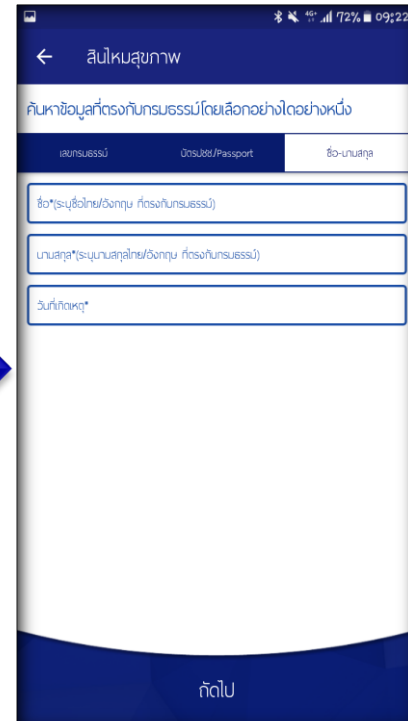 4G+ 72% 09:22
สินไหมสุขภาพ
ค้นหาข้อมูลที่ตรงกับกรมธรรม์โดยเลือกอย่างใดอย่างหนึ่ง
เลขกรมธรรม์ บัตรปชช./Passport ชื่อ-นามสกุล
ชื่อ*(ระบุชื่อไทย/อังกฤษ ที่ตรงกับกรมธรรม์)
นามสกุล*(ระบุนามสกุลไทย/อังกฤษ ที่ตรงกับกรมธรรม์)
วันที่เกิดเหตุ*
ถัดไป